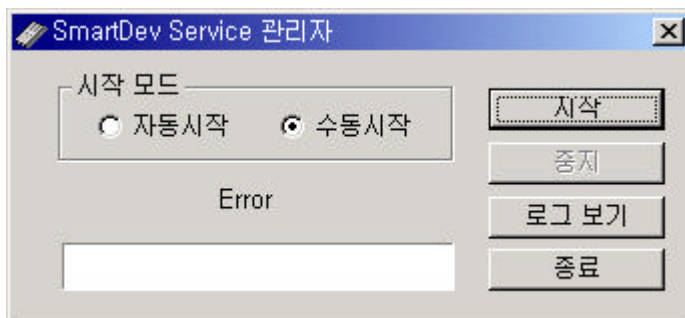 SmartDev Service 관리자
시작 모드
자동시작
수동시작
Error
시작
중지
로그 보기
종료